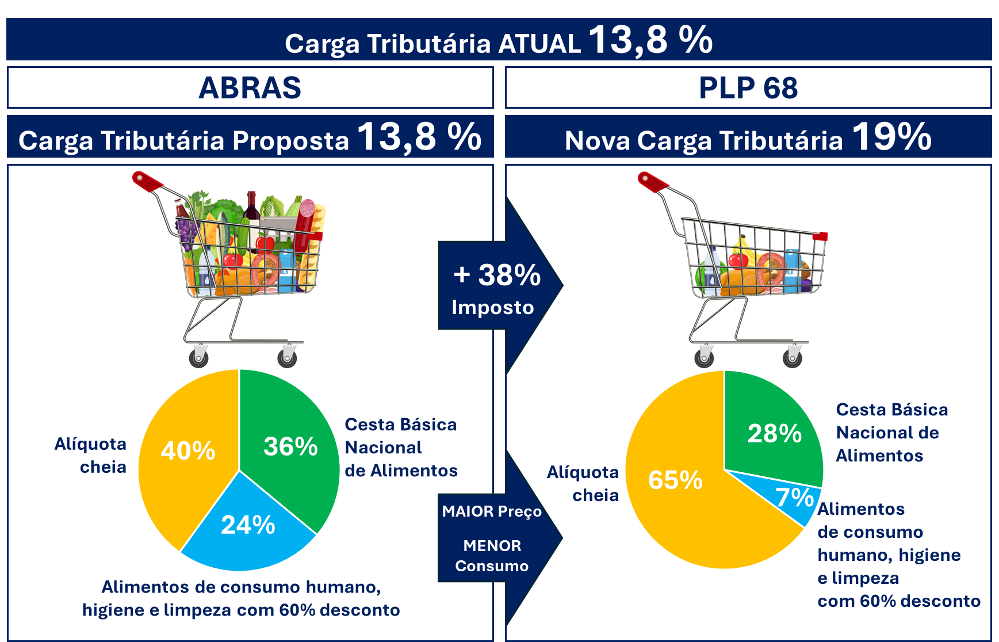 Carga Tributária ATUAL 13,8 %
ABRAS
Carga Tributária Proposta 13,8 %
MILK
Alíquota
cheia
40%
36%
24%
Cesta Básica
Nacional
de Alimentos
Alimentos de consumo humano,
higiene e limpeza com 60% desconto
+ 38%
Imposto
MAIOR Preço
MENOR
Consumo
PLP 68
Nova Carga Tributária 19%
MILK
Alíquota
cheia
65%
28%
7%
Cesta Básica
Nacional de
Alimentos
Alimentos
de consumo
humano, higiene
e limpeza
com 60% desconto